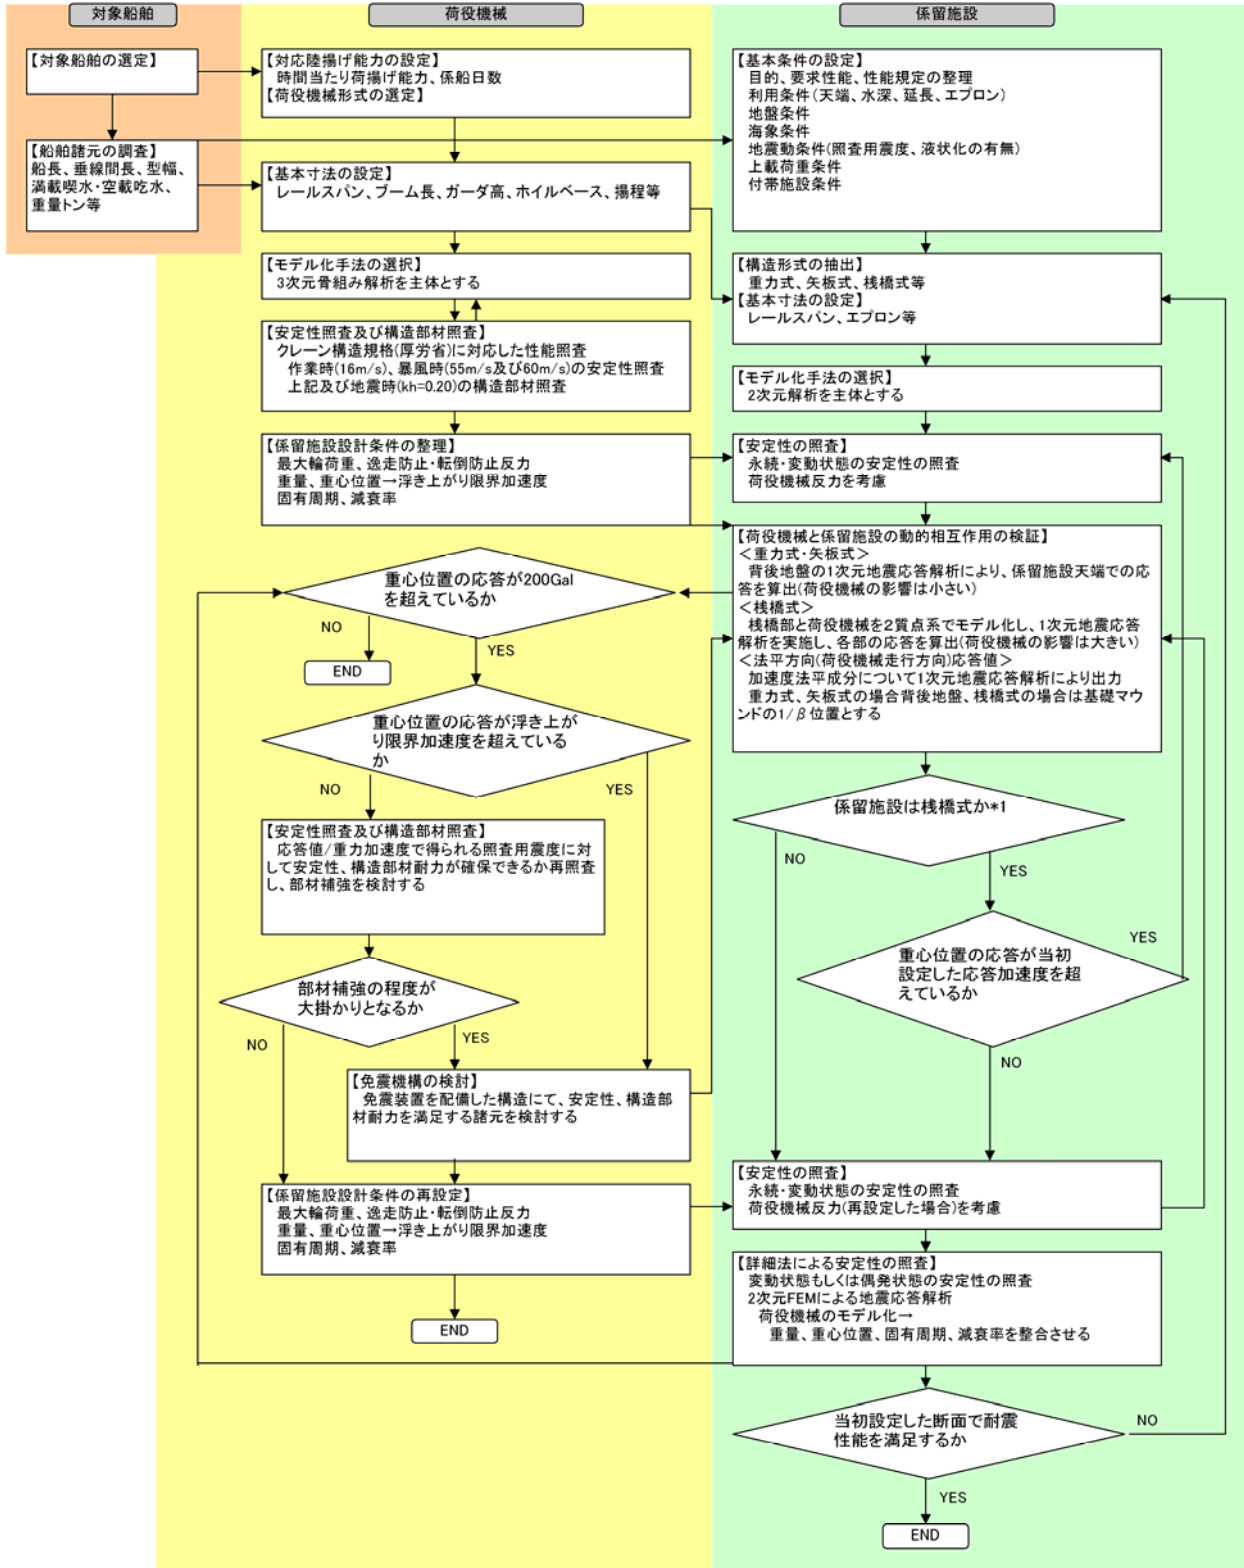 対象船舶
荷役機械
係留施設
【対象船舶の選定】
【船舶諸元の調査】
船長、垂線間長、型幅、
満載喫水・空載吃水、
重量トン等
【対応陸揚げ能力の設定】
時間当たり荷揚げ能力、係船日数
【荷役機械形式の選定】
【基本寸法の設定】
レールスパン、ブーム長、ガーダ高、ホイルベース、揚程等
【モデル化手法の選択】
3次元骨組み解析を主体とする
【安定性照査及び構造部材照査】
クレーン構造規格(厚労省)に対応した性能照査
作業時(16m/s)、暴風時(55m/s及び60m/s)の安定性照査
上記及び地震時(kh=0.20)の構造部材照査
【係留施設設計条件の整理】
最大輪荷重、逸走防止・転倒防止反力
重量、重心位置→浮き上がり限界加速度
固有周期、減衰率
重心位置の応答が200Gal
を超えているか
NO
YES
END
重心位置の応答が浮き上が
り限界加速度を超えている
か
NO
YES
【安定性照査及び構造部材照査】
応答値/重力加速度で得られる照査用震度に対
して安定性、構造部材耐力が確保できるか再照査
し、部材補強を検討する
部材補強の程度が
大掛かりとなるか
NO
YES
【免震機構の検討】
免震装置を配備した構造にて、安定性、構造部
材耐力を満足する諸元を検討する
【係留施設設計条件の再設定】
最大輪荷重、逸走防止・転倒防止反力
重量、重心位置→浮き上がり限界加速度
固有周期、減衰率
END
【基本条件の設定】
目的、要求性能、性能規定の整理
利用条件(天端、水深、延長、エプロン)
地盤条件
海象条件
地震動条件(照査用震度、液状化の有無)
上載荷重条件
付帯施設条件
【構造形式の抽出】
重力式、矢板式、桟橋式等
【基本寸法の設定】
レールスパン、エプロン等
【モデル化手法の選択】
2次元解析を主体とする
【安定性の照査】
永続・変動状態の安定性の照査
荷役機械反力を考慮
【荷役機械と係留施設の動的相互作用の検証】
＜重力式・矢板式＞
背後地盤の1次元地震応答解析により、係留施設天端での応
答を算出(荷役機械の影響は小さい)
＜桟橋式＞
桟橋部と荷役機械を2質点系でモデル化し、1次元地震応答
解析を実施し、各部の応答を算出(荷役機械の影響は大きい)
＜法平方向(荷役機械走行方向)応答値＞
加速度法平成分について1次元地震応答解析により出力
重力式、矢板式の場合背後地盤、桟橋式の場合は基礎マウ
ンドの1/β位置とする
係留施設は桟橋式か*1
NO
YES
重心位置の応答が当初
設定した応答加速度を超
えているか
YES
NO
【安定性の照査】
永続・変動状態の安定性の照査
荷役機械反力(再設定した場合)を考慮
【詳細法による安定性の照査】
変動状態もしくは偶発状態の安定性の照査
2次元FEMによる地震応答解析
荷役機械のモデル化→
重量、重心位置、固有周期、減衰率を整合させる
当初設定した断面で耐震
性能を満足するか
NO
YES
END